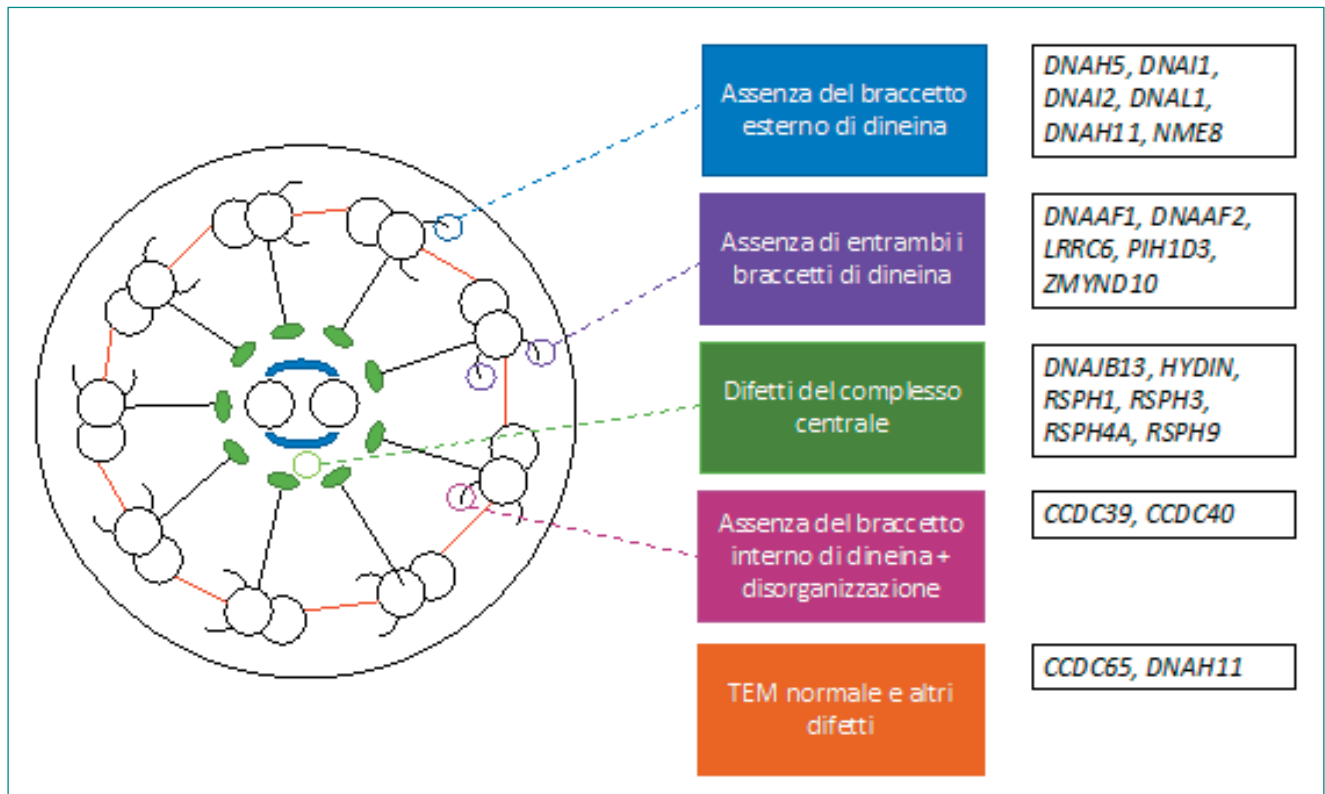 Assenza del braccetto
esterno di dineina
DNAH5, DNAI1,
DNAI2, DNAL1,
DNAH11, NME8
Assenza di entrambi i
braccetti di dineina
DNAAF1, DNAAF2,
LRRC6, PIH1D3,
ZMYND10
Difetti del complesso
centrale
DNAJB13, HYDIN,
RSPH1, RSPH3,
RSPH4A, RSPH9
Assenza del braccetto
interno di dineina +
disorganizzazione
CCDC39, CCDC40
TEM normale e altri
difetti
CCDC65, DNAH11